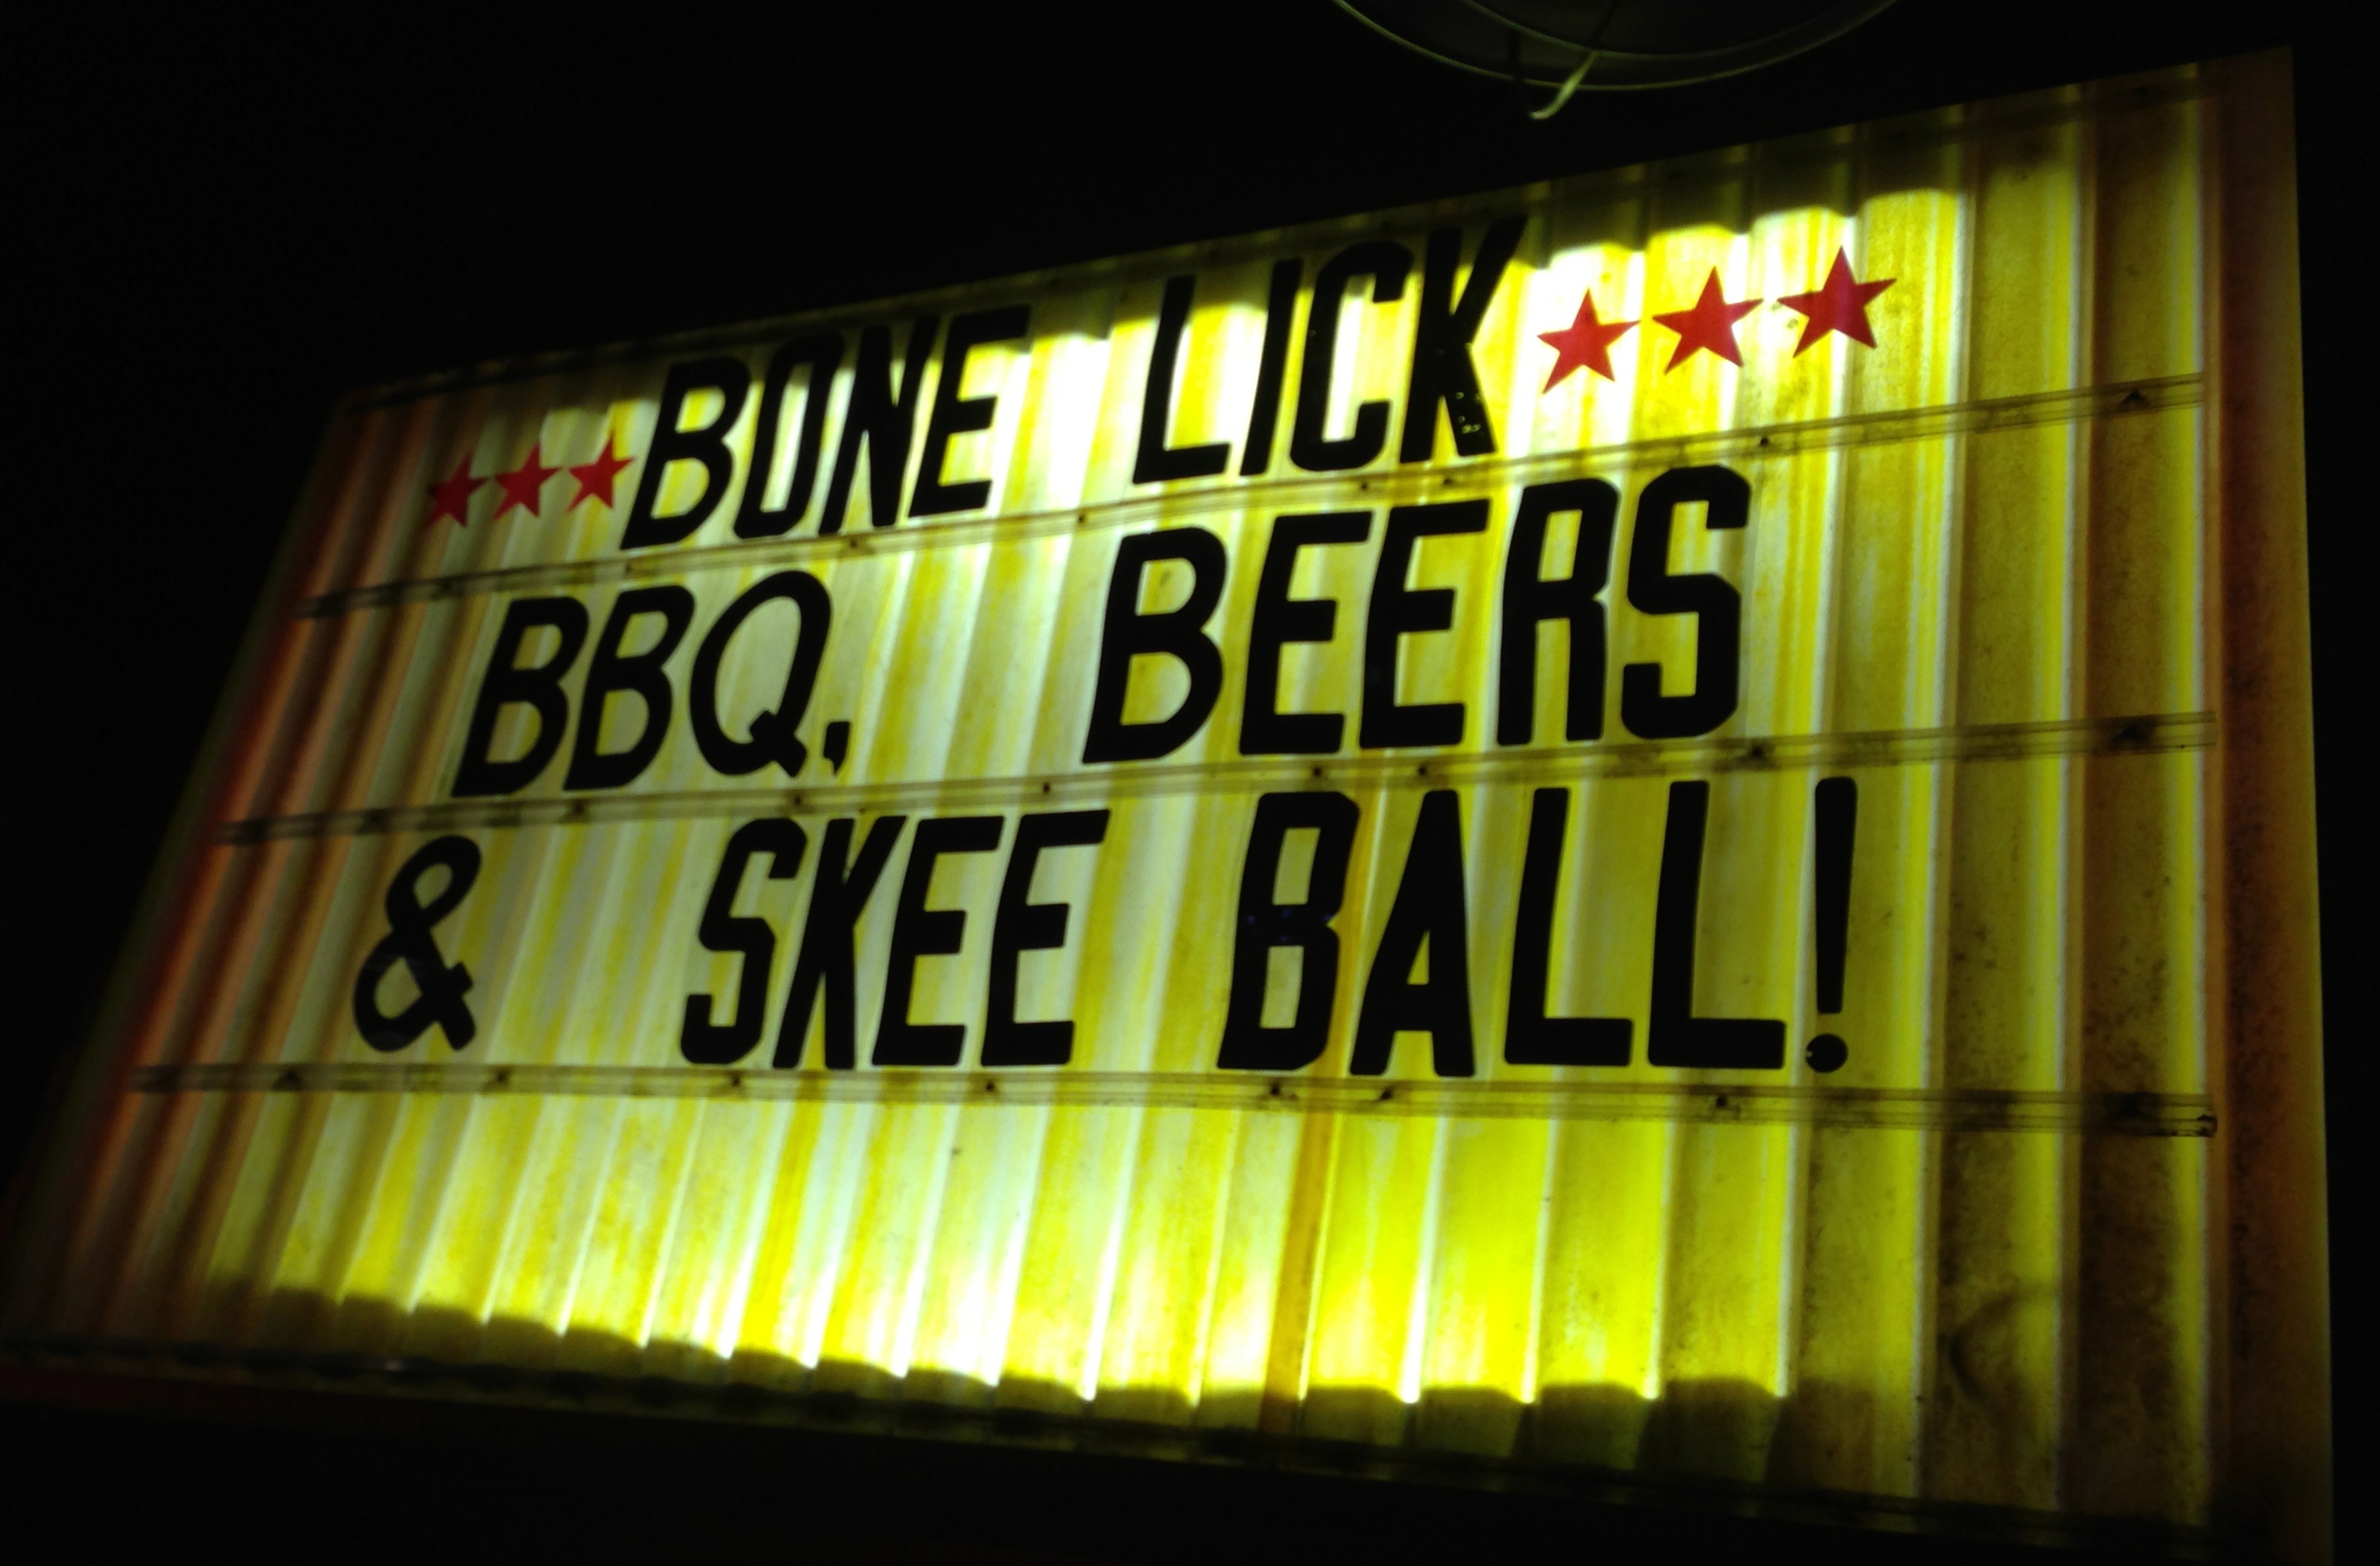 ★★★BONE LICK★★★
BBQ, BEERS
& SKEE BALL!